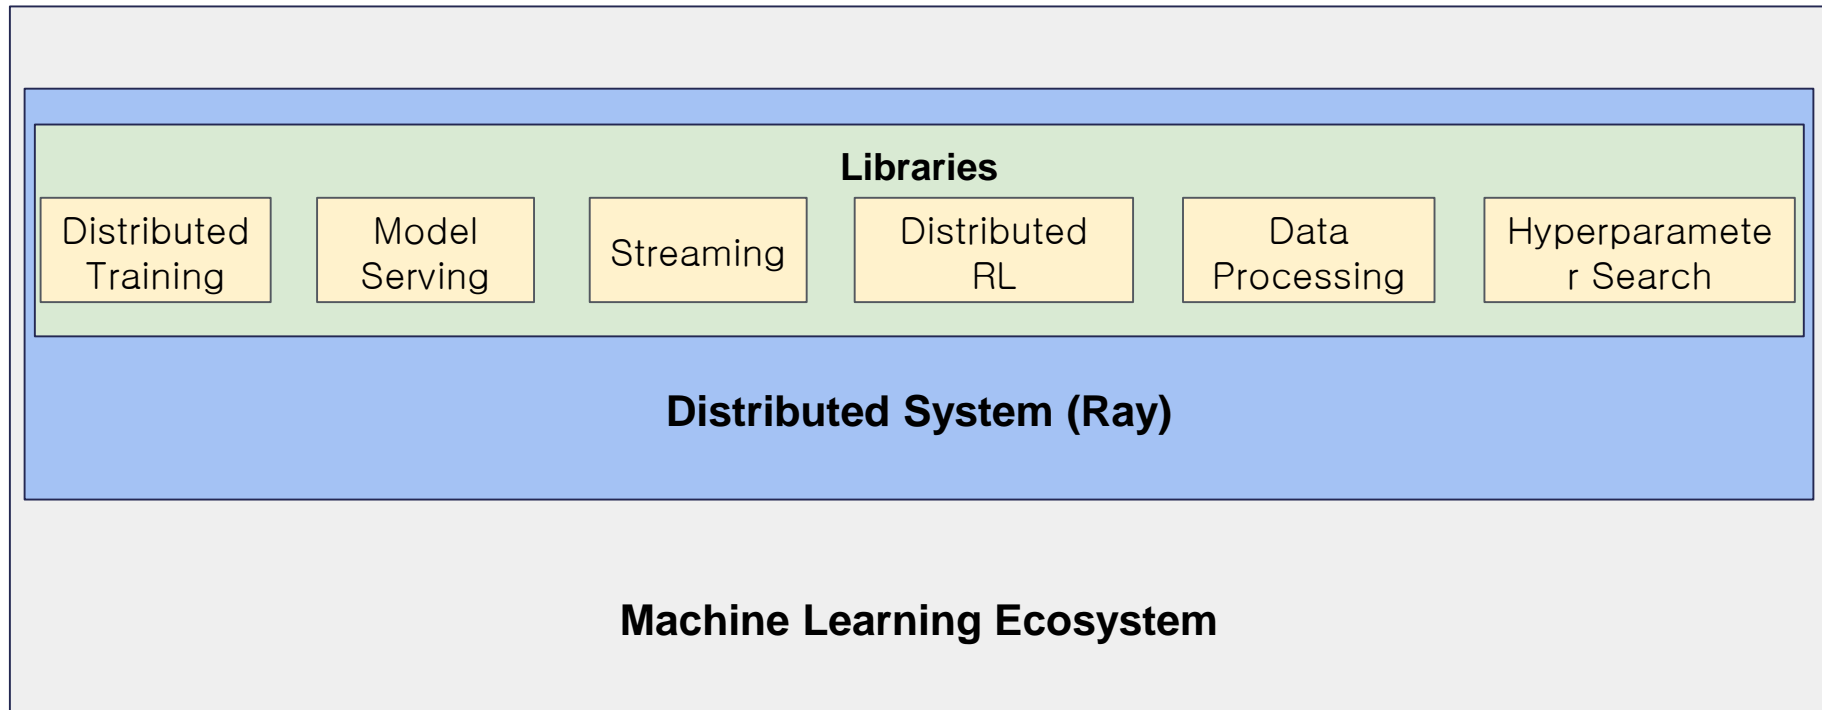 Libraries
Distributed
Training
Model
Serving
Streaming
Distributed
RL
Data
Processing
Hyperparamete
r Search
Distributed System (Ray)
Machine Learning Ecosystem